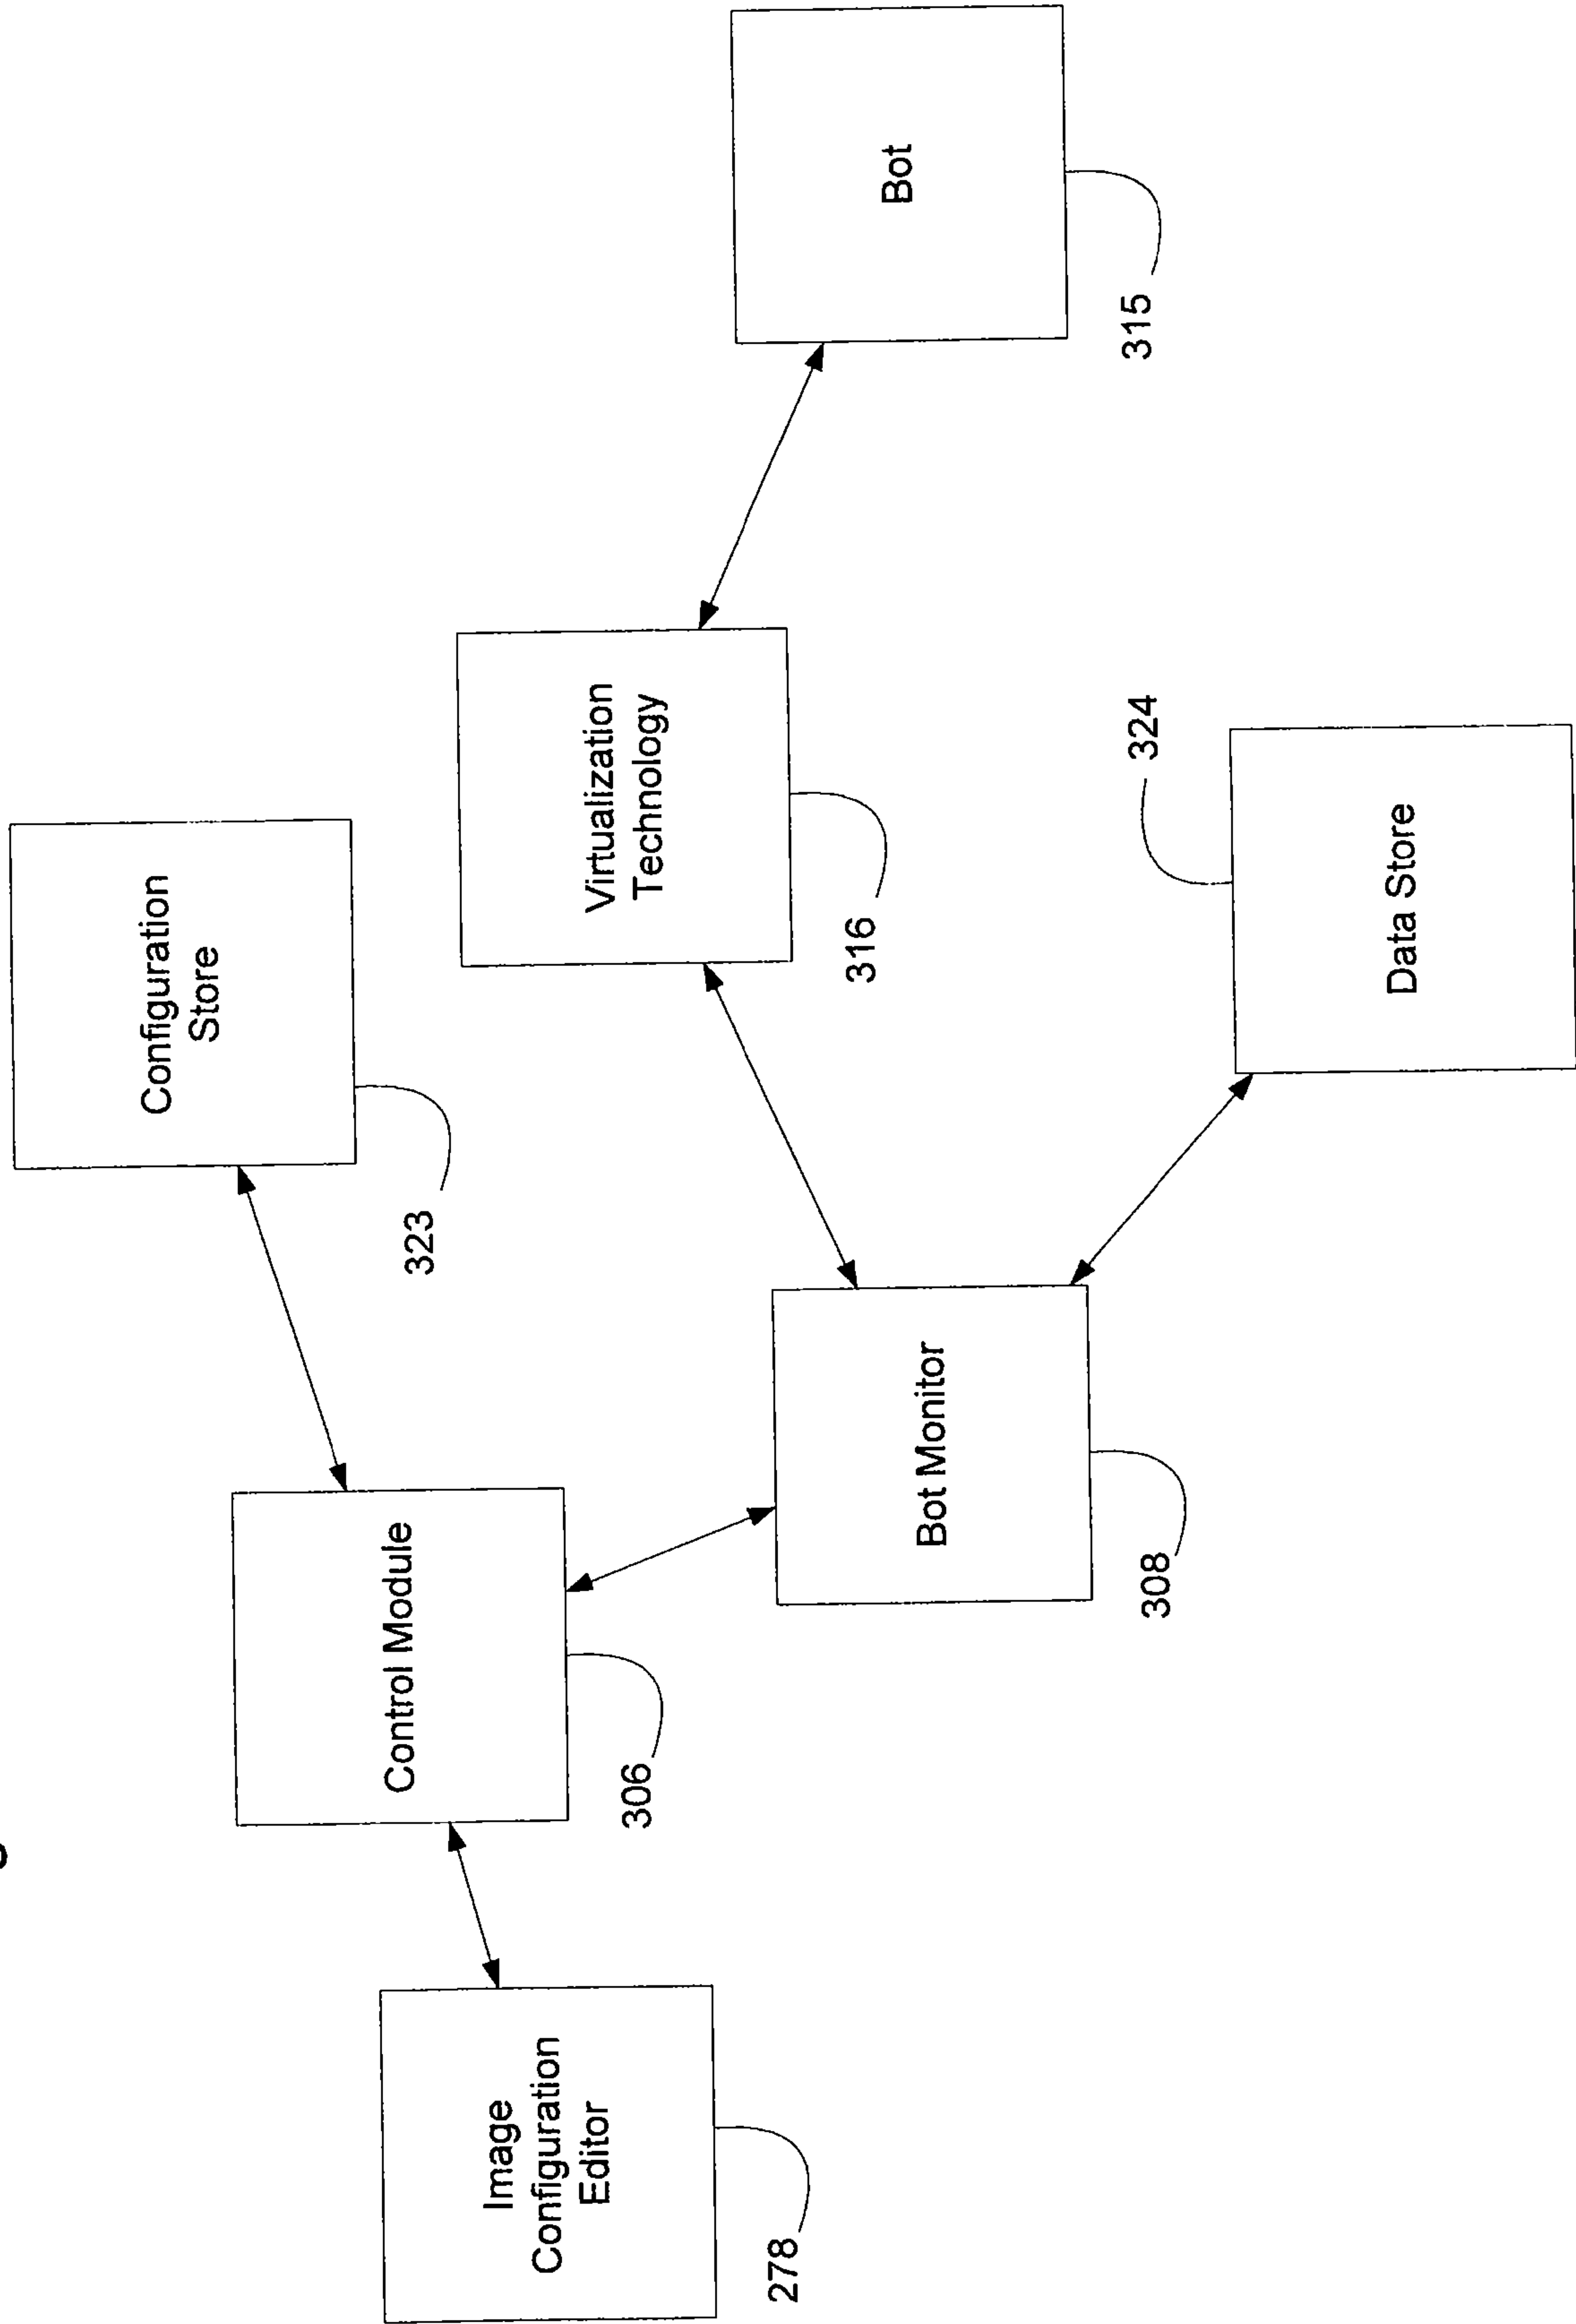 Configuration
Store
323
Control Module
306
Image
Configuration
Editor
278
Virtualization
Technology
316
Bot
315
Bot Monitor
308
324
Data Store